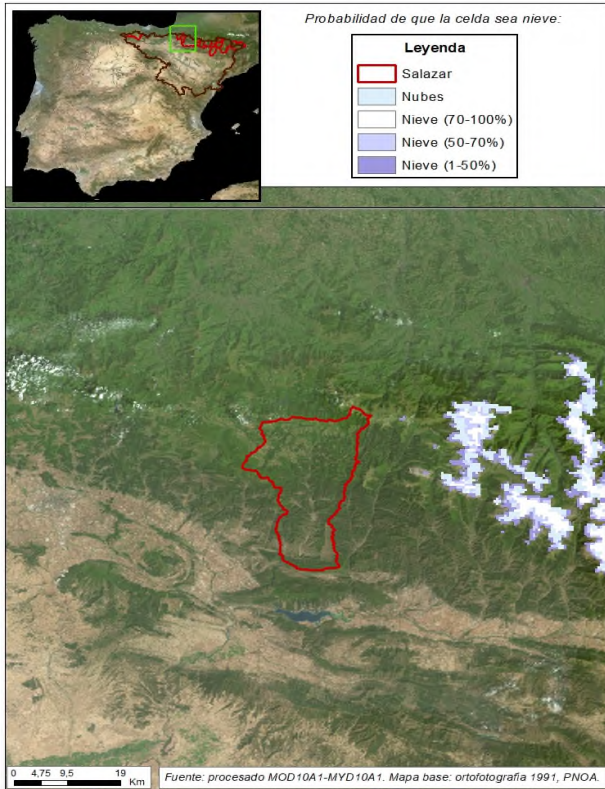 Probabilidad de que la celda sea nieve:
Leyenda
Salazar
Nubes
Nieve (70-100%)
Nieve (50-70%)
Nieve (1-50%)
0 4,75 9,5 19
Km
Fuente: procesado MOD10A1-MYD10A1. Mapa base: ortofotografía 1991, PNOA.